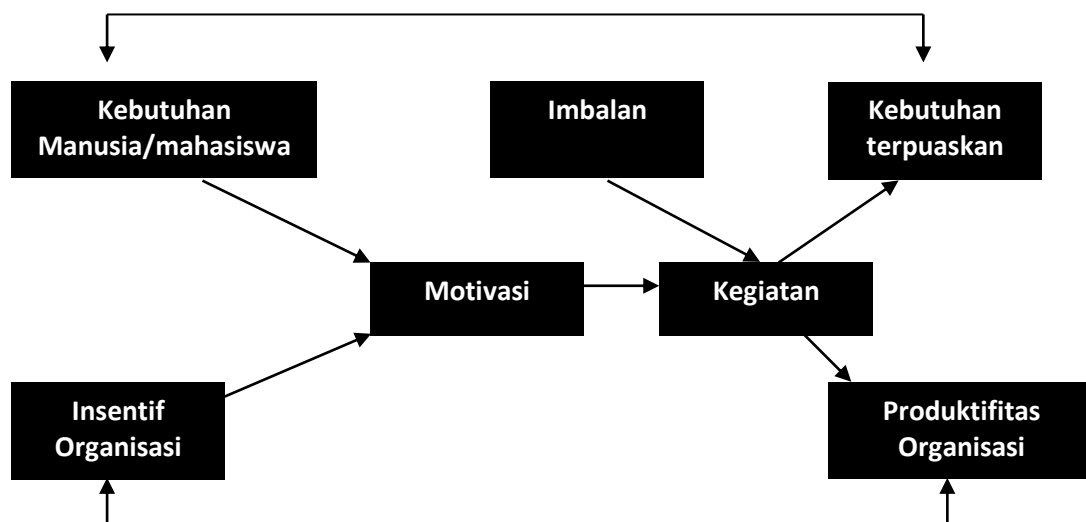 Kebutuhan
Manusia/mahasiswa
Imbalan
Kebutuhan
terpuaskan
Motivasi
Kegiatan
Insentif
Organisasi
Produktifitas
Organisasi